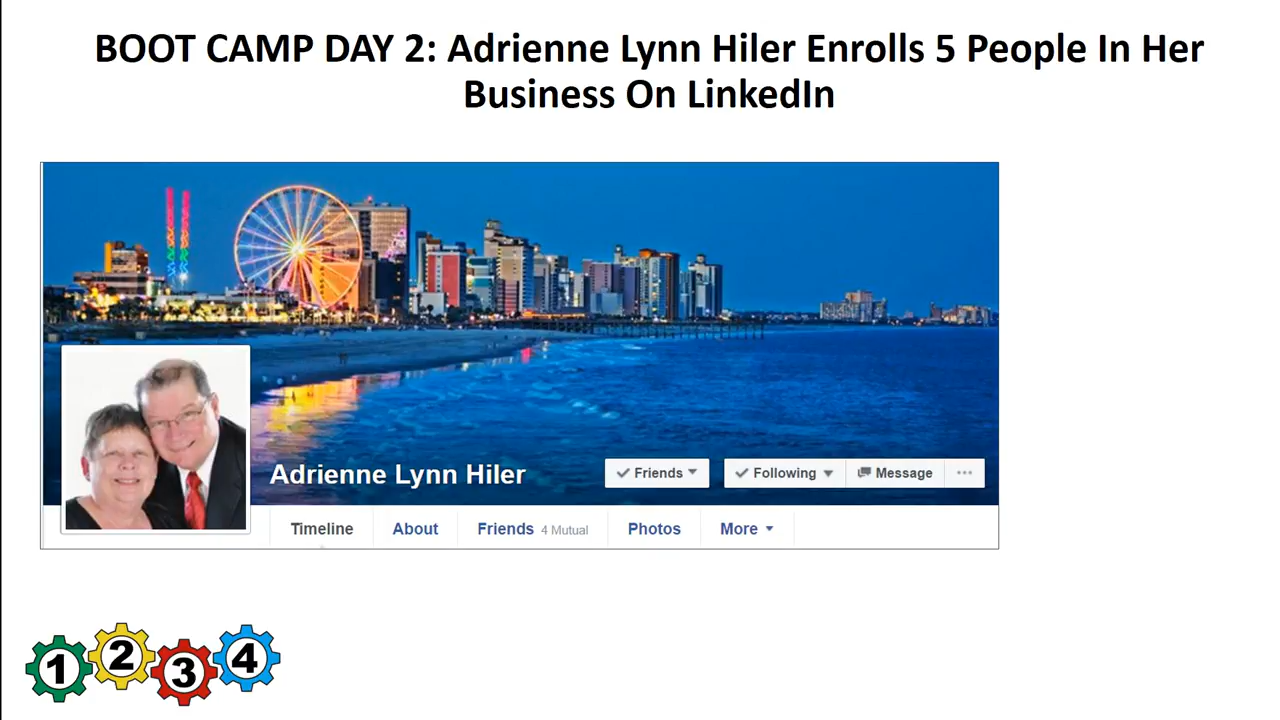 BOOT CAMP DAY 2: Adrienne Lynn Hiler Enrolls 5 People In Her
Business On LinkedIn
Adrienne Lynn Hiler
Friends
Following
Message
Timeline
About
Friends 4 Mutual
Photos
More
1 2 3 4